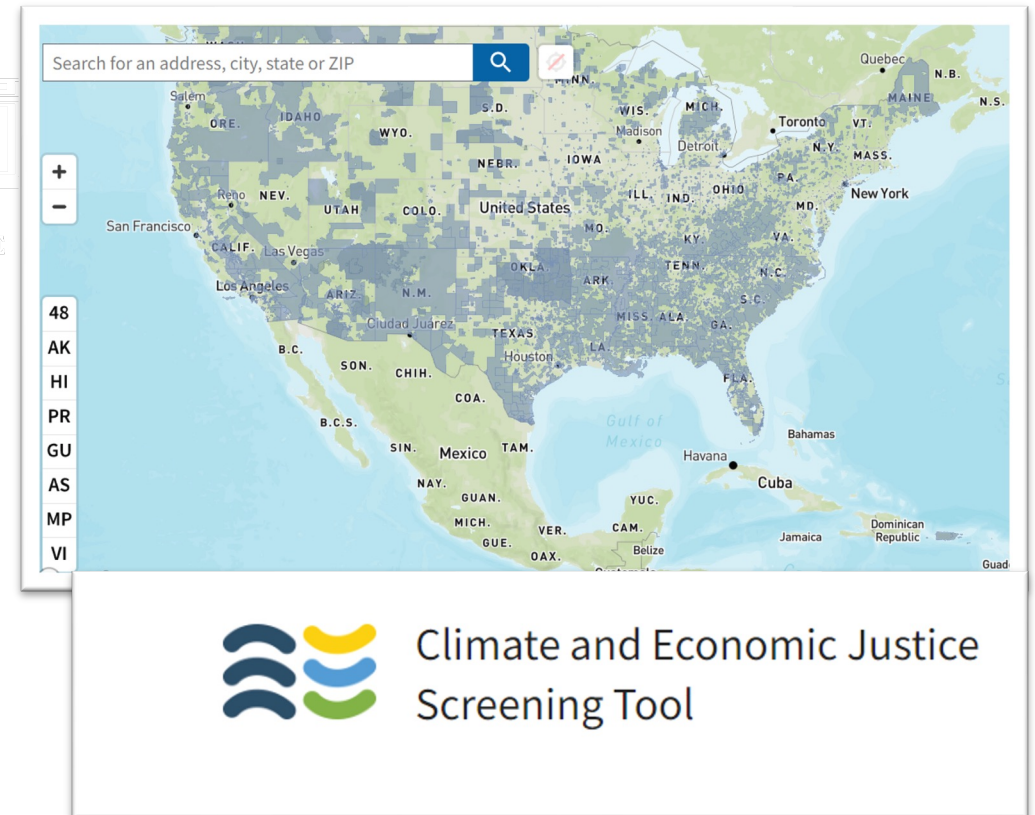 WASH.
Search for an address, city, state or ZIP
MINN.
Quebec
N.B.
MAINE
N.S.
Salem
ORE.
IDAHO
S.D.
WIS.
MICH.
Toronto
VT.
WYO.
Madison
Detroit
N.Y.
MASS.
NEBR.
IOWA
PA.
+
−
Reno
NEV.
UTAH
COLO.
United States
ILL.
IND.
OHIO
MD.
New York
San Francisco
CALIF.
Las Vegas
MO.
KY.
VA.
Los Angeles
ARIZ.
N.M.
OKLA.
ARK.
TENN.
N.C.
48
Ciudad Juárez
TEXAS
MISS.
ALA.
GA.
S.C.
AK
B.C.
SON.
CHIH.
Houston
LA.
HI
COA.
FLA.
PR
B.C.S.
Gulf of
Mexico
Bahamas
GU
SIN.
Mexico
TAM.
Havana
AS
NAY.
GUAN.
YUC.
Cuba
MP
MICH.
VER.
CAM.
Jamaica
Dominican
Republic
VI
GUE.
OAX.
Belize
Guatemala
Climate and Economic Justice
Screening Tool